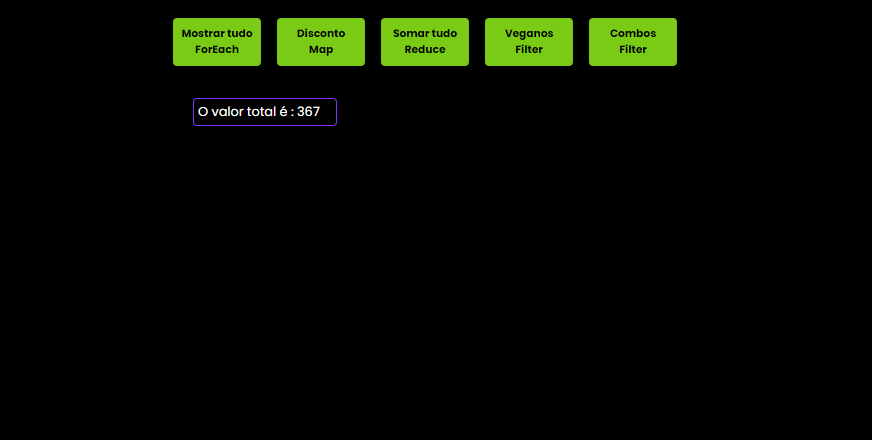 Mostrar tudo
ForEach
Disconto
Map
Somar tudo
Reduce
Veganos
Filter
Combos
Filter
O valor total é : 367